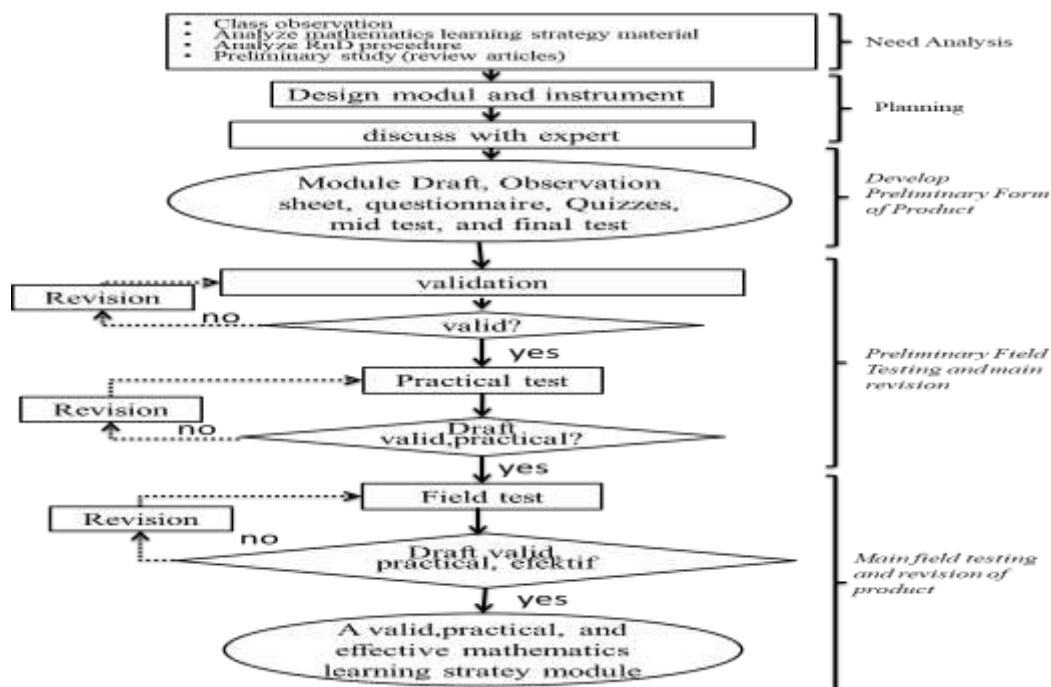 • Class observation
• Analyze mathematics learning strategy material
• Analyze RnD procedure
• Preliminary study (review articles)
Need Analysis
Design modul and instrument
Planning
discuss with expert
Module Draft, Observation
sheet, questionnaire, Quizzes,
mid test, and final test
Develop
Preliminary Form
of Product
validation
Revision
no
valid?
yes
Preliminary Field
Testing and main
revision
Practical test
Revision
no
Draft
valid,practical?
yes
Field test
Revision
no
Draft valid,
practical, efektif
yes
Main field testing
and revision of
product
A valid,practical, and
effective mathematics
learning stratey module